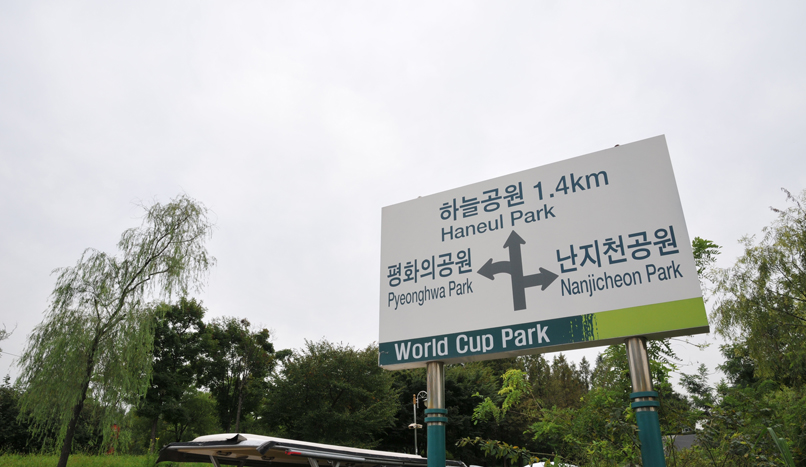 하늘공원 1.4km
Haneul Park
평화의공원
Pyeonghwa Park
난지천공원
Nanjicheon Park
World Cup Park